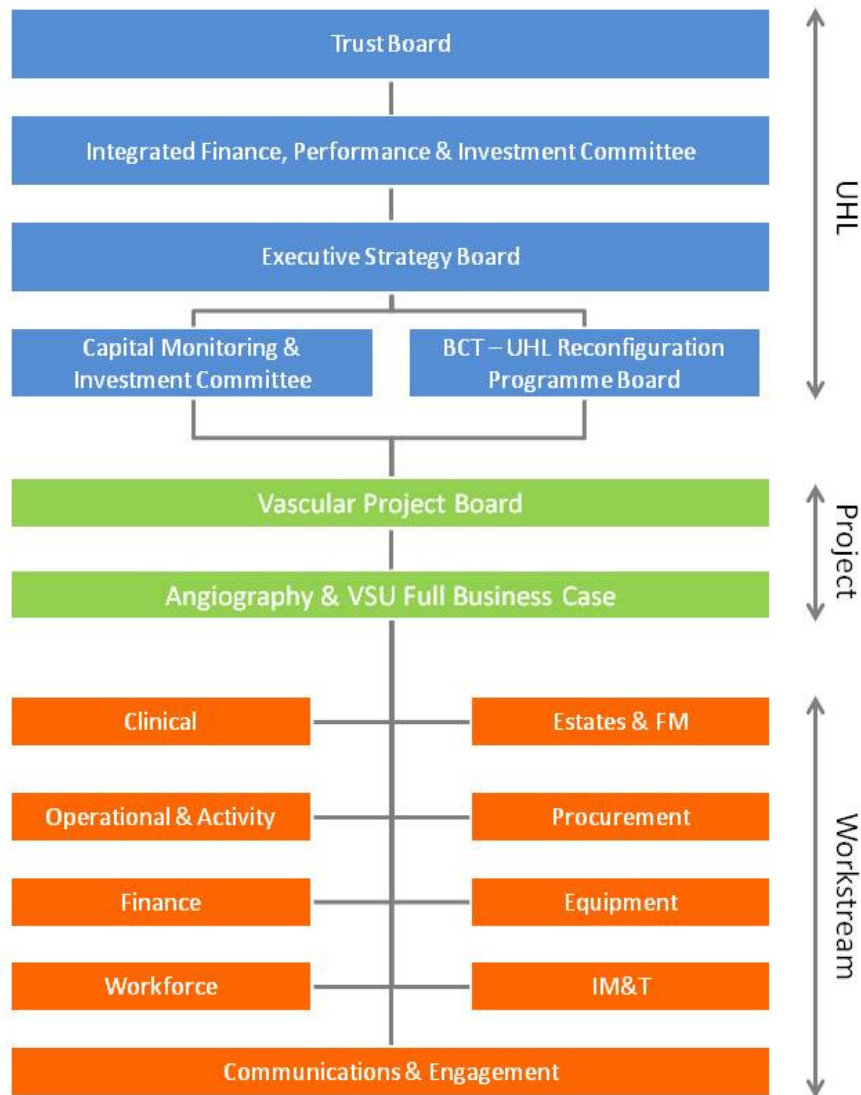 Trust Board
Integrated Finance, Performance & Investment Committee
Executive Strategy Board
Capital Monitoring &
Investment Committee
BCT – UHL Reconfiguration
Programme Board
UHL
Vascular Project Board
Angiography & VSU Full Business Case
Project
Clinical
Estates & FM
Operational & Activity
Procurement
Finance
Equipment
Workforce
IM&T
Communications & Engagement
Workstream